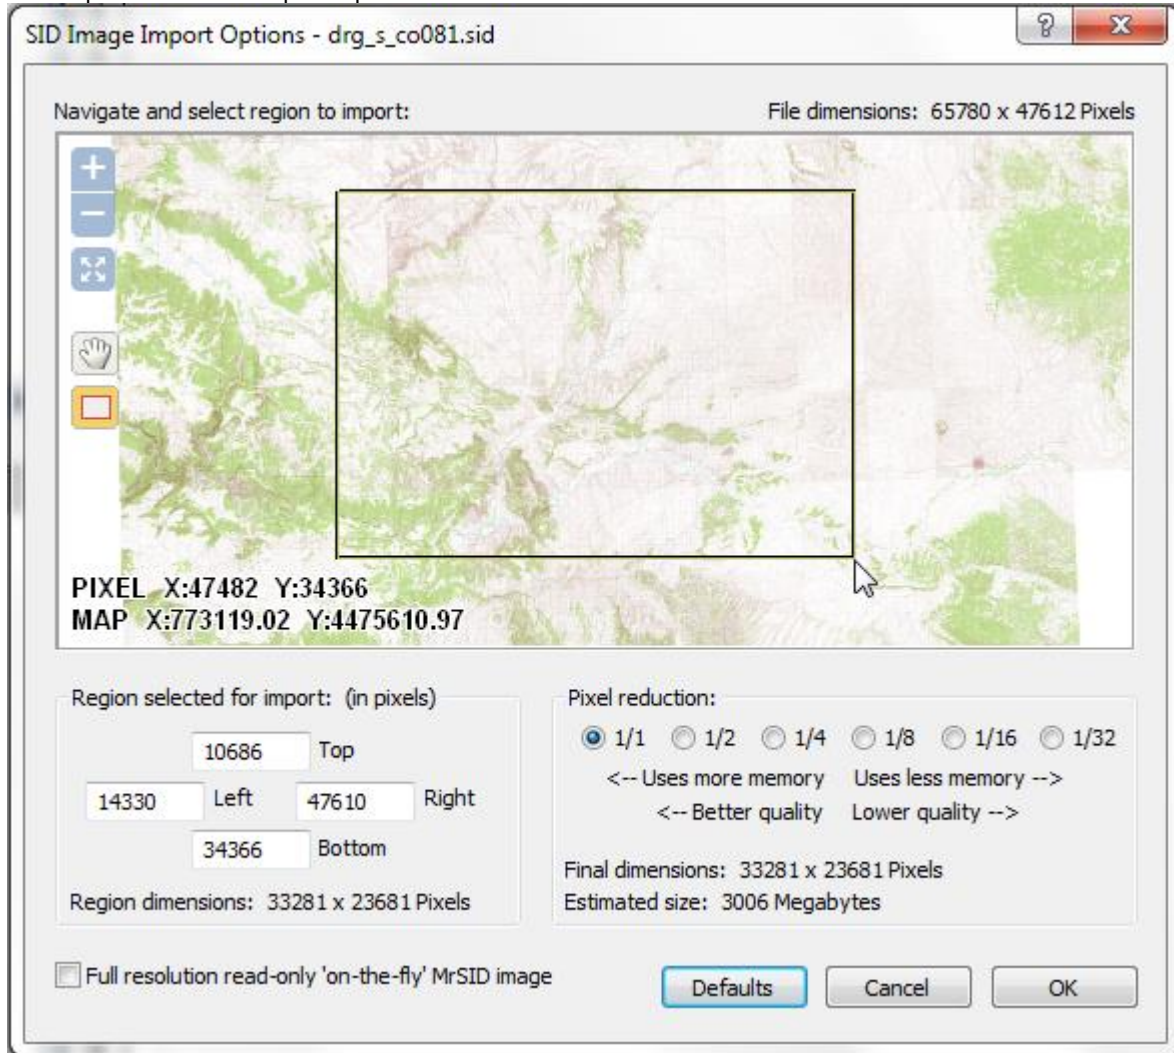 SID Image Import Options - drg_s_co081.sid
Navigate and select region to import:
File dimensions: 65780 x 47612 Pixels
PIXEL X:47482 Y:34366
MAP X:773119.02 Y:4475610.97
Region selected for import: (in pixels)
10686 Top
14330 Left 47610 Right
34366 Bottom
Region dimensions: 33281 x 23681 Pixels
Pixel reduction:
1/1 1/2 1/4 1/8 1/16 1/32
<-- Uses more memory Uses less memory -->
<-- Better quality Lower quality -->
Final dimensions: 33281 x 23681 Pixels
Estimated size: 3006 Megabytes
Full resolution read-only 'on-the-fly' MrSID image
Defaults Cancel OK